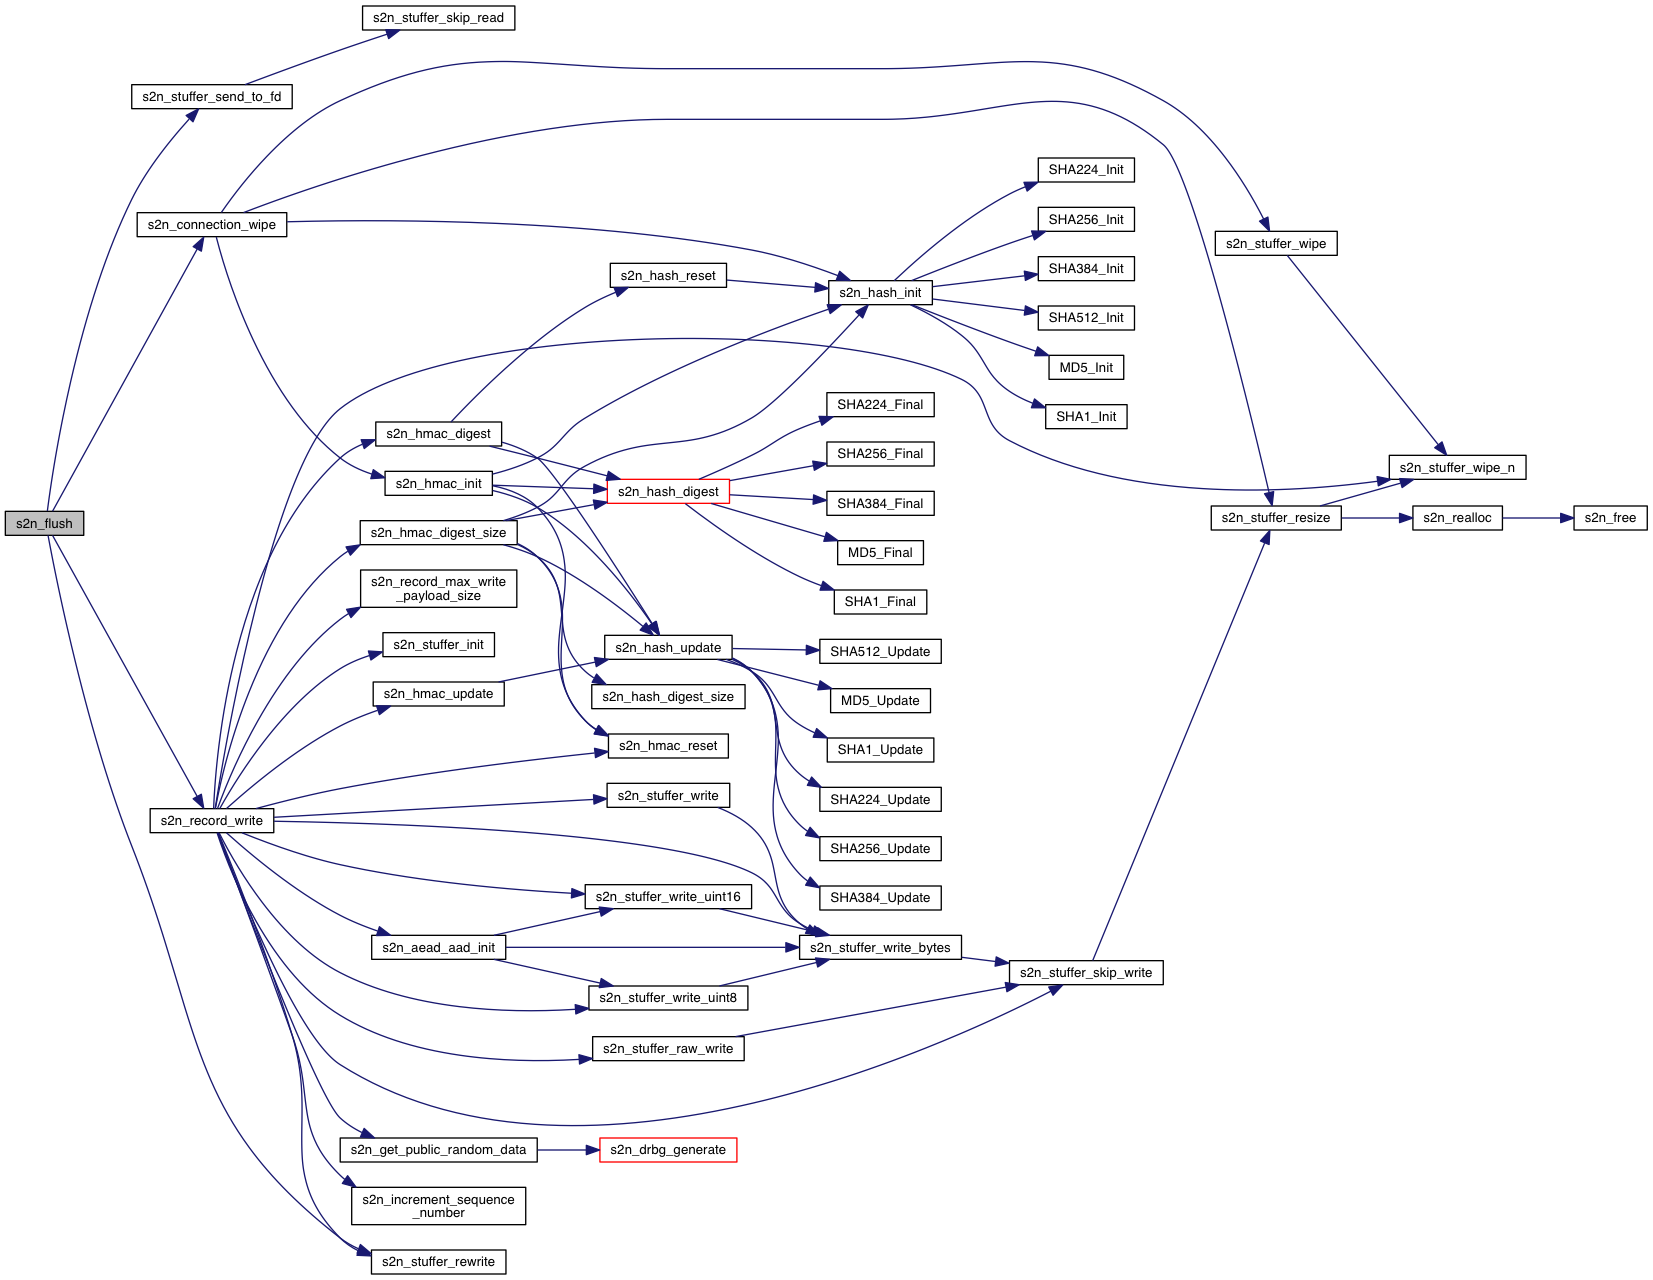 s2n_stuffer_skip_read
s2n_stuffer_send_to_fd
SHA224_Init
SHA256_Init
s2n_connection_wipe
s2n_stuffer_wipe
SHA384_Init
s2n_hash_reset
s2n_hash_init
SHA512_Init
MD5_Init
SHA224_Final
SHA1_Init
s2n_hmac_digest
SHA256_Final
s2n_stuffer_wipe_n
s2n_hmac_init
s2n_hash_digest
SHA384_Final
s2n_stuffer_resize
s2n_realloc
s2n_free
s2n_flush
s2n_hmac_digest_size
MD5_Final
s2n_record_max_write
_payload_size
SHA1_Final
s2n_stuffer_init
s2n_hash_update
SHA512_Update
s2n_hmac_update
s2n_hash_digest_size
MD5_Update
s2n_hmac_reset
SHA1_Update
s2n_stuffer_write
SHA224_Update
s2n_record_write
SHA256_Update
s2n_stuffer_write_uint16
SHA384_Update
s2n_aead_aad_init
s2n_stuffer_write_bytes
s2n_stuffer_skip_write
s2n_stuffer_write_uint8
s2n_stuffer_raw_write
s2n_get_public_random_data
s2n_drbg_generate
s2n_increment_sequence
_number
s2n_stuffer_rewrite